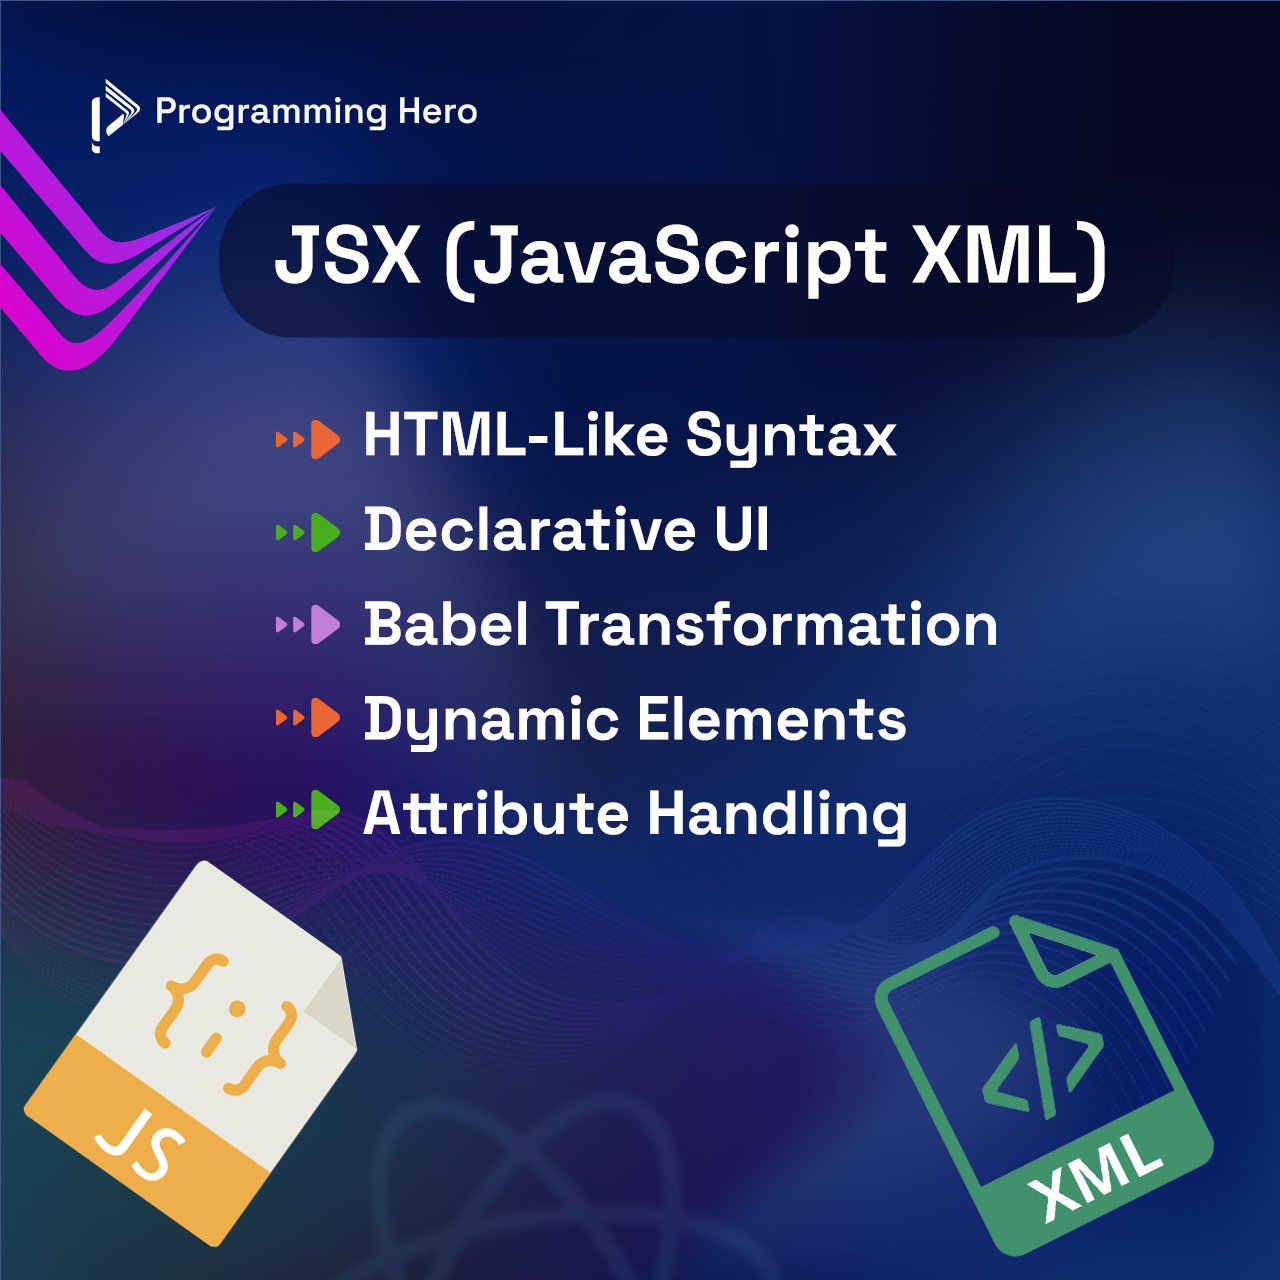 Programming Hero
JSX (JavaScript XML)
HTML-Like Syntax
Declarative UI
Babel Transformation
Dynamic Elements
Attribute Handling
{;}
JS
</>
XML